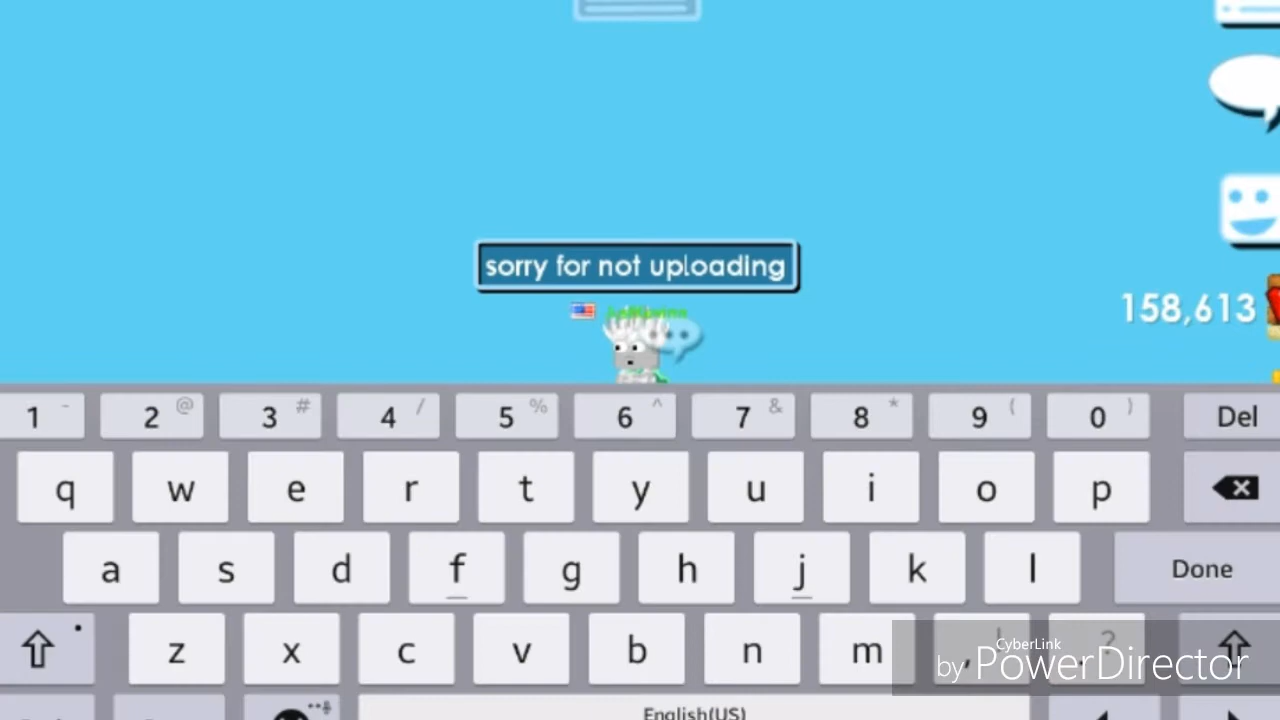 sorry for not uploading
158,613
1 - 2 @ 3 # 4 / 5 % 6 ^ 7 & 8 * 9 ( 0 ) Del
q w e r t y u i o p
a s d f g h j k l Done
z x c v b n m , ! . ?
CyberLink
by PowerDirector
English(US)